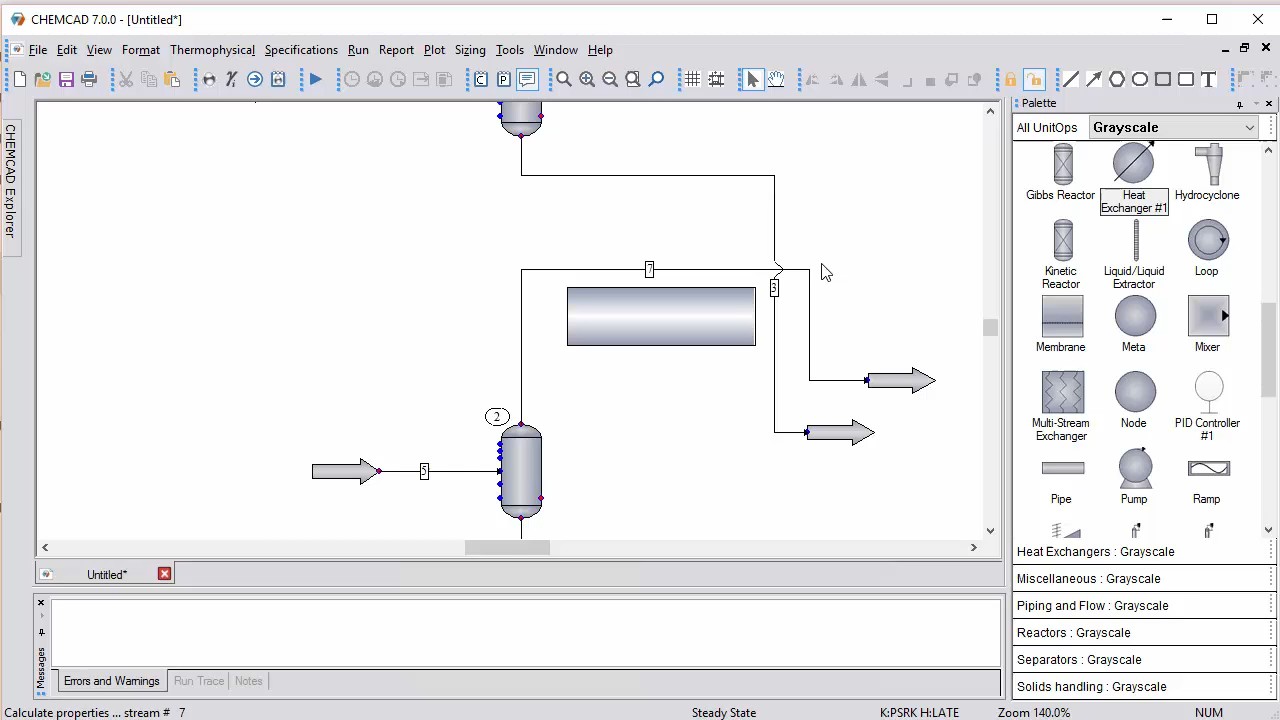 CHEMCAD 7.0.0 - [Untitled*]
File Edit View Format Thermophysical Specifications Run Report Plot Sizing Tools Window Help
CHEMCAD Explorer
7
3
2
5
Palette
All UnitOps Grayscale
Gibbs Reactor
Heat Exchanger #1
Hydrocyclone
Kinetic Reactor
Liquid/Liquid Extractor
Loop
Membrane
Meta
Mixer
Multi-Stream Exchanger
Node
PID Controller #1
Pipe
Pump
Ramp
Heat Exchangers : Grayscale
Miscellaneous : Grayscale
Piping and Flow : Grayscale
Reactors : Grayscale
Separators : Grayscale
Solids handling : Grayscale
Untitled*
Messages
Errors and Warnings Run Trace Notes
Calculate properties ... stream # 7 Steady State K:PSRK H:LATE Zoom 140.0% NUM